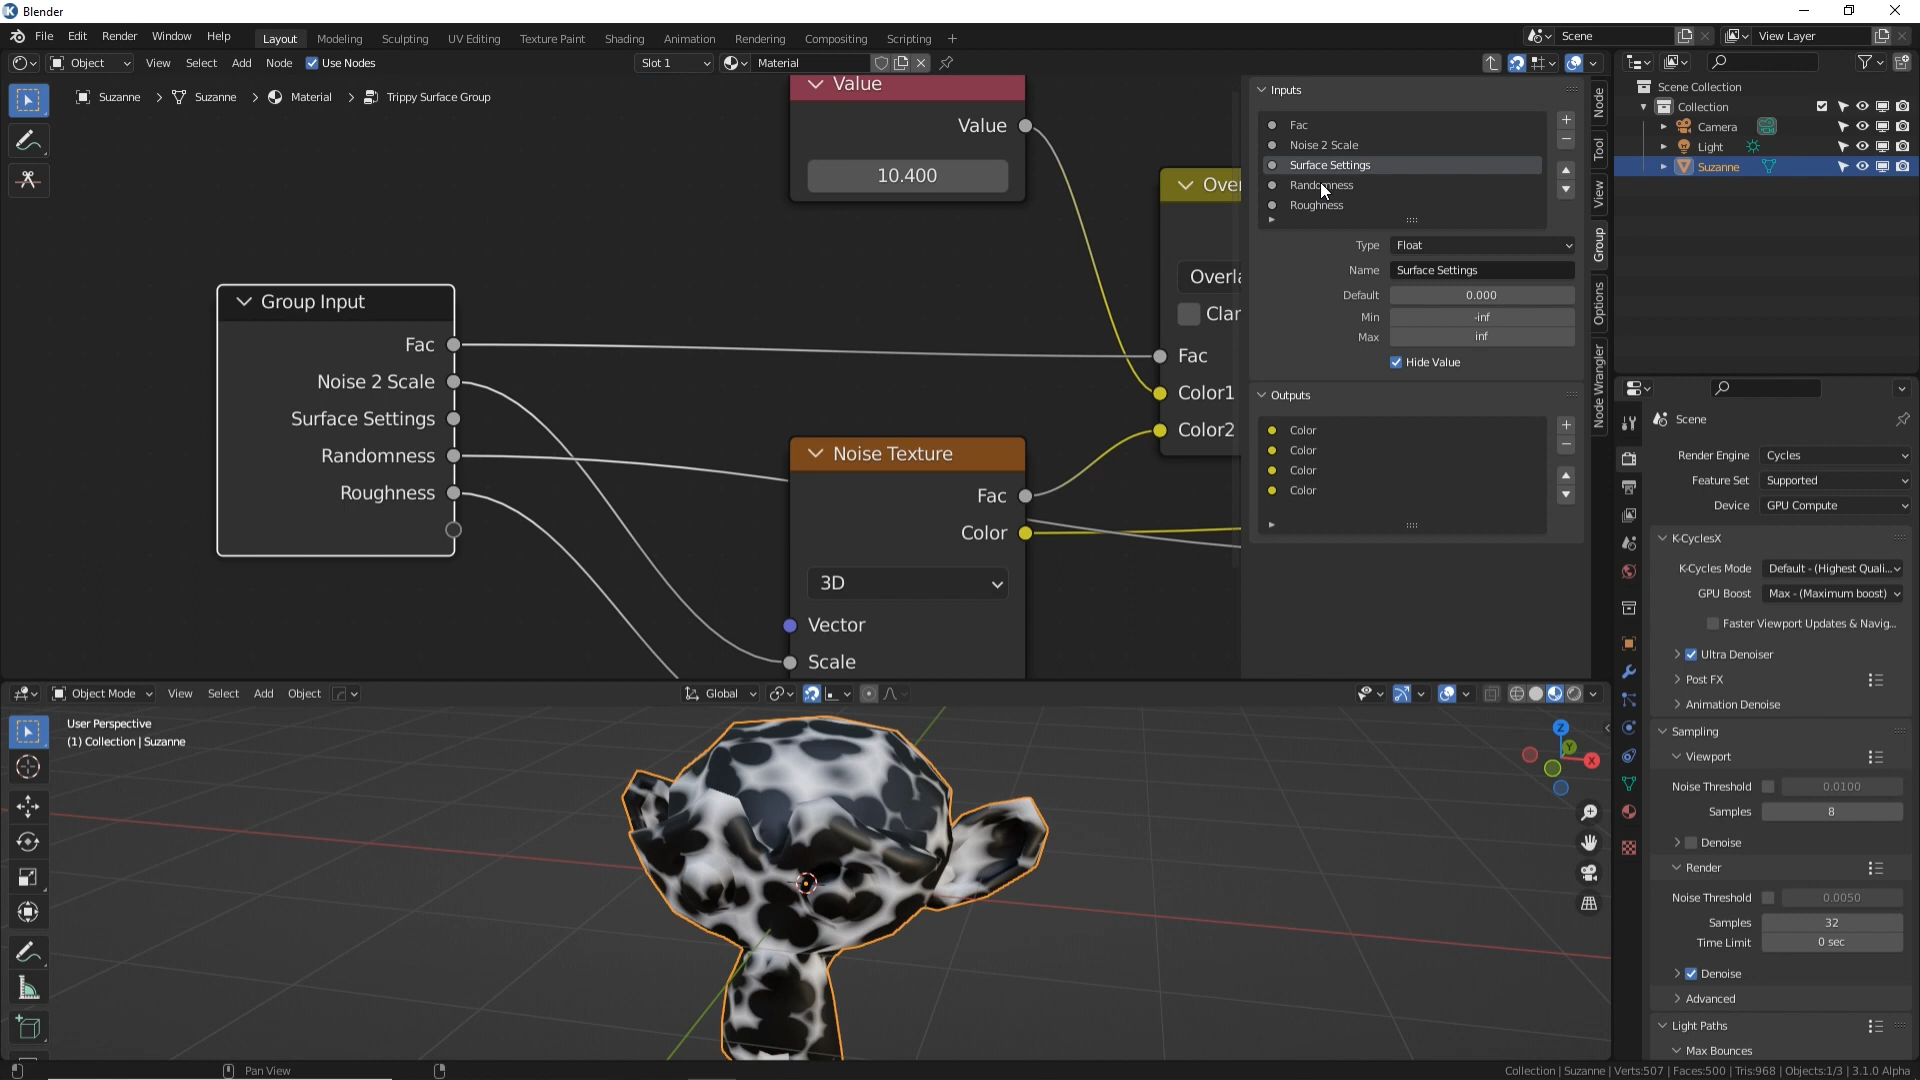 Blender
File Edit Render Window Help
Layout Modeling Sculpting UV Editing Texture Paint Shading Animation Rendering Compositing Scripting
Scene
View Layer
Object View Select Add Node Use Nodes
Slot 1
Material
Suzanne
Suzanne
Material
Trippy Surface Group
Value
Value
10.400
Group Input
Fac
Noise 2 Scale
Surface Settings
Randomness
Roughness
Noise Texture
Fac
Color
3D
Vector
Scale
Over
Overla
Clar
Fac
Color1
Color2
Inputs
Fac
Noise 2 Scale
Surface Settings
Randomness
Roughness
Type Float
Name Surface Settings
Default 0.000
Min -inf
Max inf
Hide Value
Outputs
Color
Color
Color
Color
Node
Tool
View
Group
Options
Node Wrangler
Scene Collection
Collection
Camera
Light
Suzanne
Scene
Render Engine Cycles
Feature Set Supported
Device GPU Compute
K-CyclesX
K-Cycles Mode Default - (Highest Quali...
GPU Boost Max - (Maximum boost)
Faster Viewport Updates & Navig...
Ultra Denoiser
Post FX
Animation Denoise
Sampling
Viewport
Noise Threshold 0.0100
Samples 8
Denoise
Render
Noise Threshold 0.0050
Samples 32
Time Limit 0 sec
Denoise
Advanced
Light Paths
Max Bounces
Object Mode View Select Add Object
Global
User Perspective
(1) Collection | Suzanne
Z
Y
X
Pan View
Collection | Suzanne | Verts:507 | Faces:500 | Tris:968 | Objects:1/3 | 3.1.0 Alpha